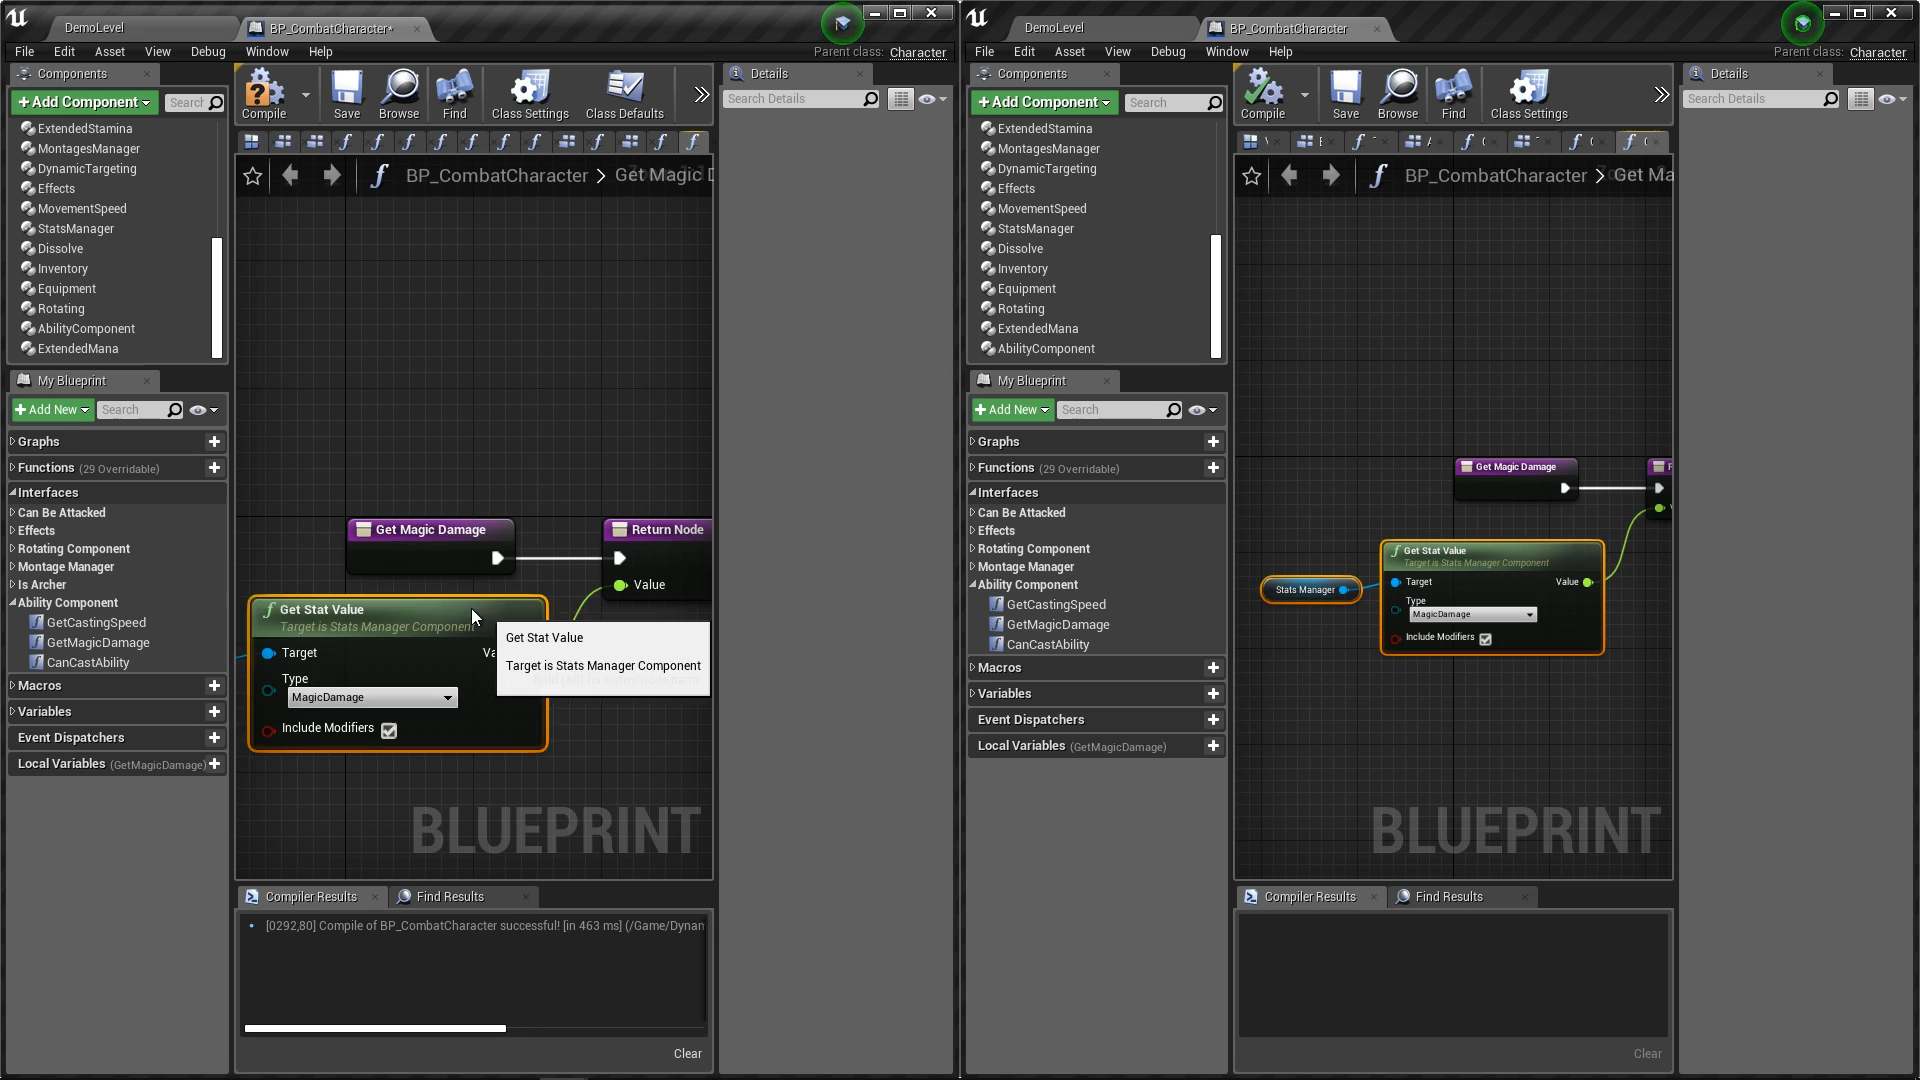 DemoLevel
BP_CombatCharacter*
File Edit Asset View Debug Window Help
Parent class: Character
Components
Add Component
Search
ExtendedStamina
MontagesManager
DynamicTargeting
Effects
MovementSpeed
StatsManager
Dissolve
Inventory
Equipment
Rotating
AbilityComponent
ExtendedMana
My Blueprint
Add New
Search
Graphs
Functions (29 Overridable)
Interfaces
Can Be Attacked
Effects
Rotating Component
Montage Manager
Is Archer
Ability Component
GetCastingSpeed
GetMagicDamage
CanCastAbility
Macros
Variables
Event Dispatchers
Local Variables (GetMagicDamage)
Compile
Save
Browse
Find
Class Settings
Class Defaults
BP_CombatCharacter > Get Magic D
Get Magic Damage
Return Node
Value
Get Stat Value
Target is Stats Manager Component
Target
Va
Type
MagicDamage
Include Modifiers
Get Stat Value
Target is Stats Manager Component
BLUEPRINT
Compiler Results
Find Results
[0292,80] Compile of BP_CombatCharacter successful! [in 463 ms] (/Game/Dynam
Clear
Details
Search Details
DemoLevel
BP_CombatCharacter
File Edit Asset View Debug Window Help
Parent class: Character
Components
Add Component
Search
ExtendedStamina
MontagesManager
DynamicTargeting
Effects
MovementSpeed
StatsManager
Dissolve
Inventory
Equipment
Rotating
ExtendedMana
AbilityComponent
My Blueprint
Add New
Search
Graphs
Functions (29 Overridable)
Interfaces
Can Be Attacked
Effects
Rotating Component
Montage Manager
Ability Component
GetCastingSpeed
GetMagicDamage
CanCastAbility
Macros
Variables
Event Dispatchers
Local Variables (GetMagicDamage)
Compile
Save
Browse
Find
Class Settings
BP_CombatCharacter > Get Ma
Get Magic Damage
Get Stat Value
Target is Stats Manager Component
Stats Manager
Target
Value
Type
MagicDamage
Include Modifiers
BLUEPRINT
Compiler Results
Find Results
Clear
Details
Search Details